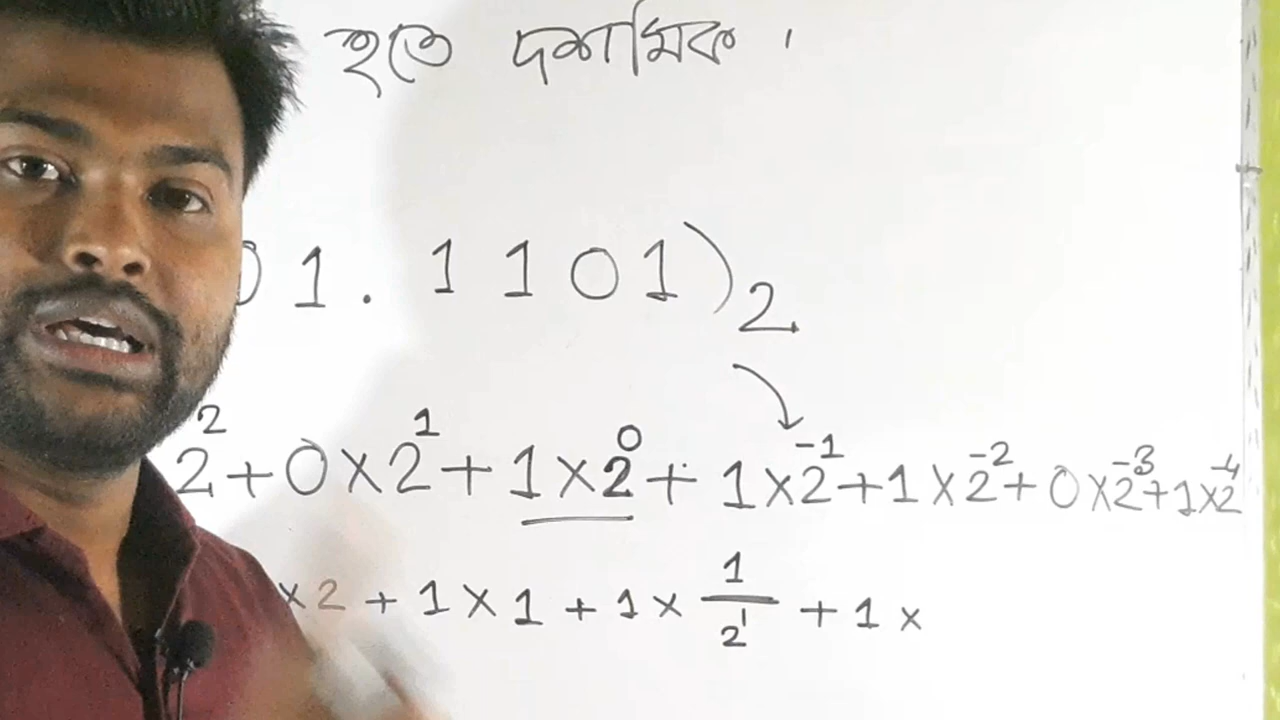 হতে দশমিক ।
0 1 . 1 1 0 1 )₂
2² + 0 × 2¹ + 1 × 2⁰ + 1 × 2⁻¹ + 1 × 2⁻² + 0 × 2⁻³ + 1 × 2⁻⁴
× 2 + 1 × 1 + 1 × 1/2¹ + 1 ×